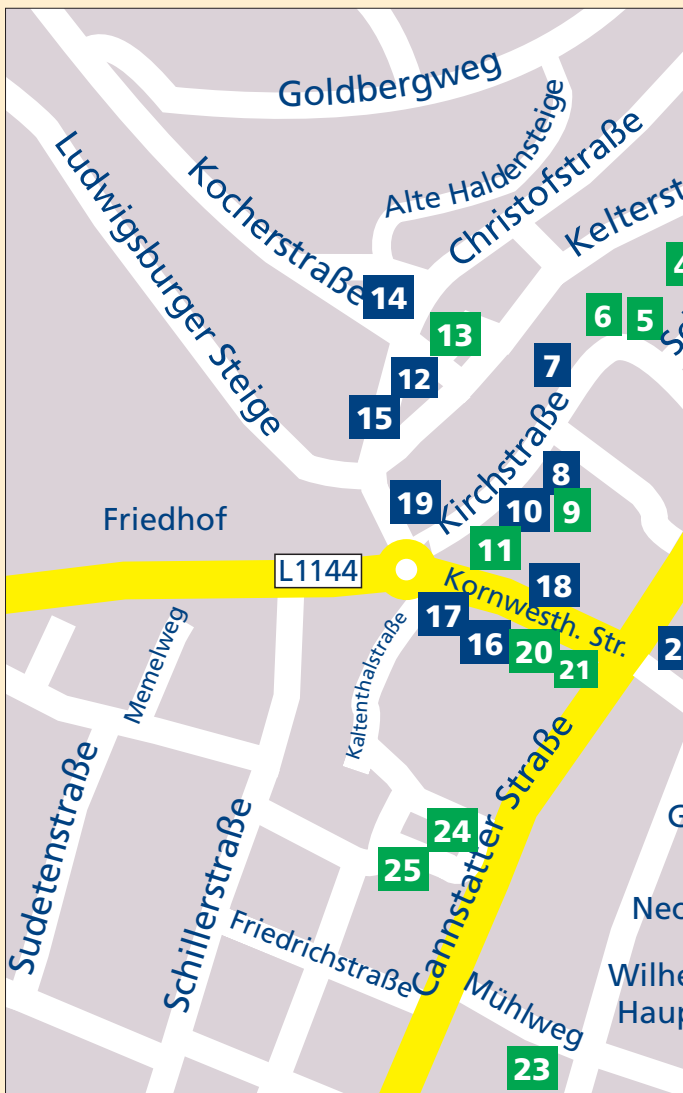 Goldbergweg
Alte Haldensteige
Christofstraße
Ludwigsburger Steige
Kocherstraße
Kelterst
14
4
6
5
13
7
12
15
Kirchstraße
8
19
10
9
Friedhof
11
L1144
Kornwesth. Str.
18
17
16
20
21
2
Memelweg
Kaltenthalstraße
Sudetenstraße
Schillerstraße
Cannstatter Straße
G
24
25
Nec
Friedrichstraße
Wilhe
Haup
Mühlweg
23